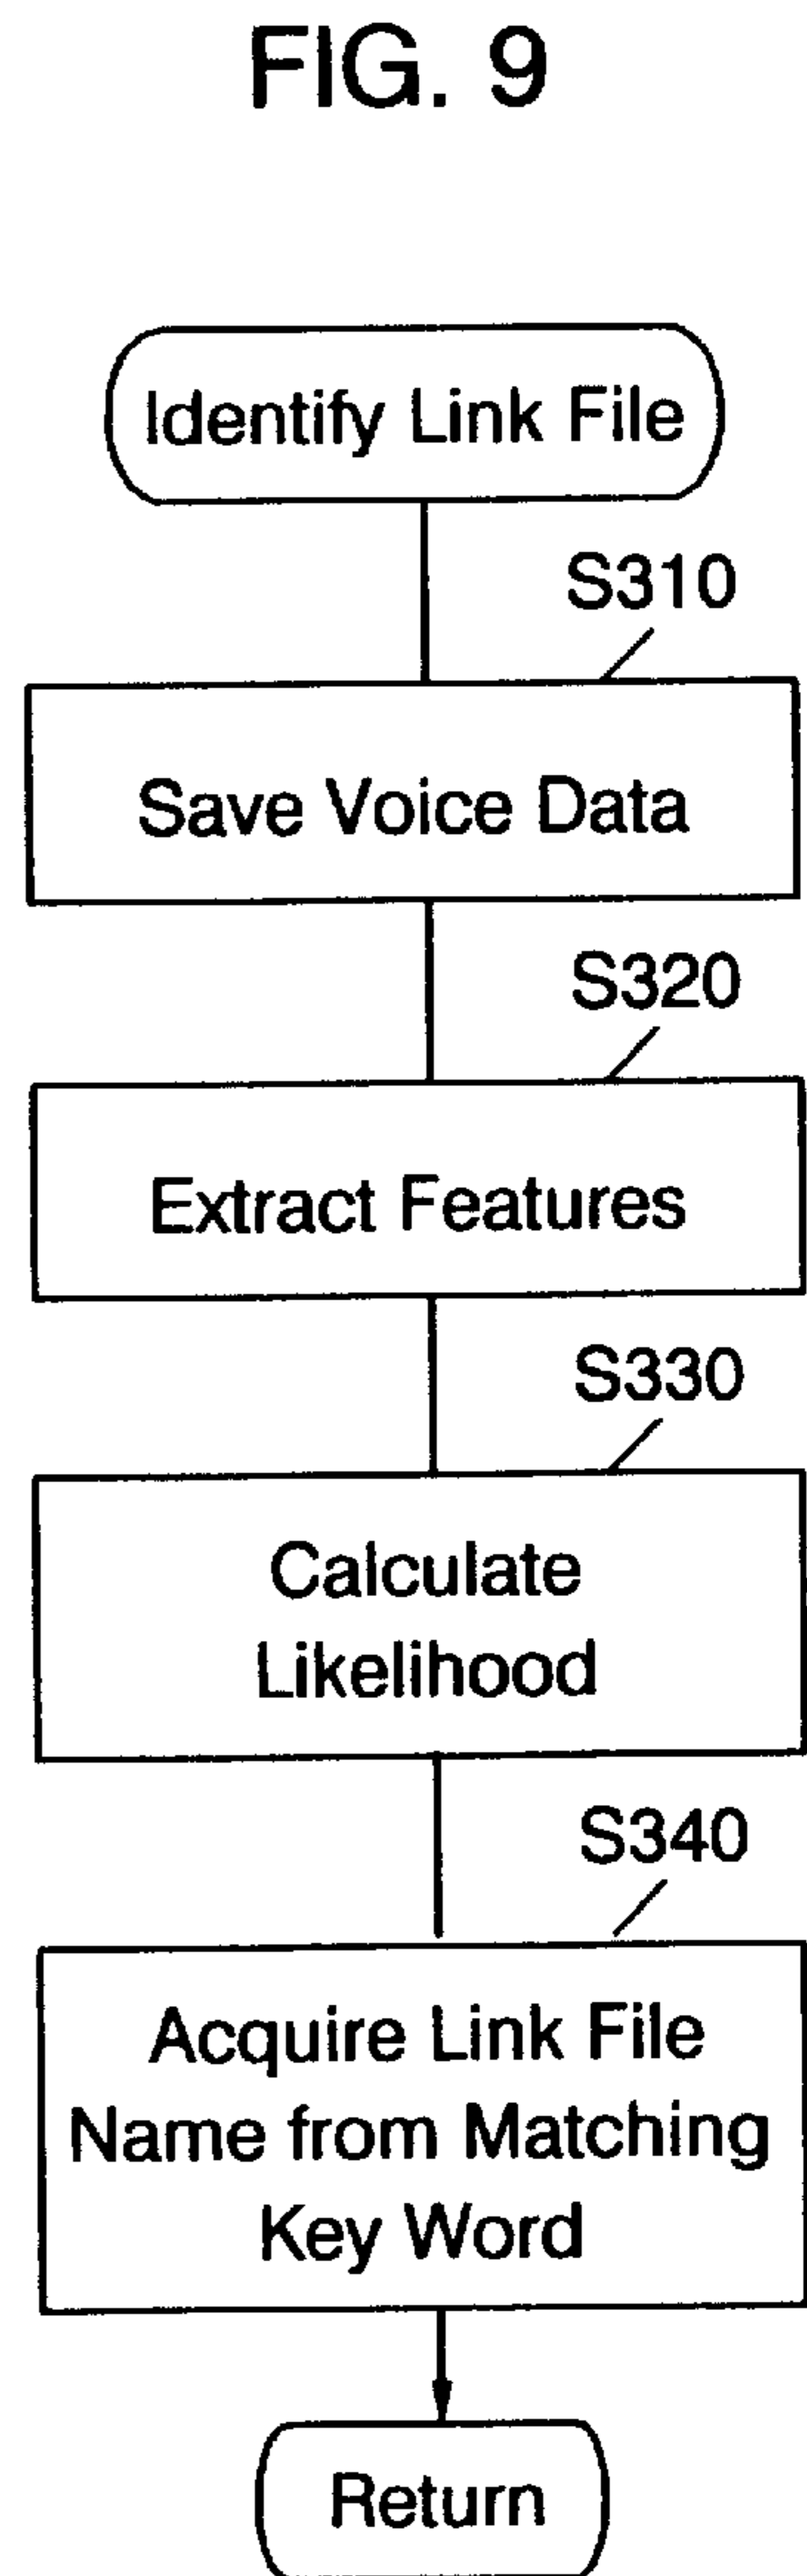 FIG. 9
Identify Link File
S310
Save Voice Data
S320
Extract Features
S330
Calculate
Likelihood
S340
Acquire Link File
Name from Matching
Key Word
Return